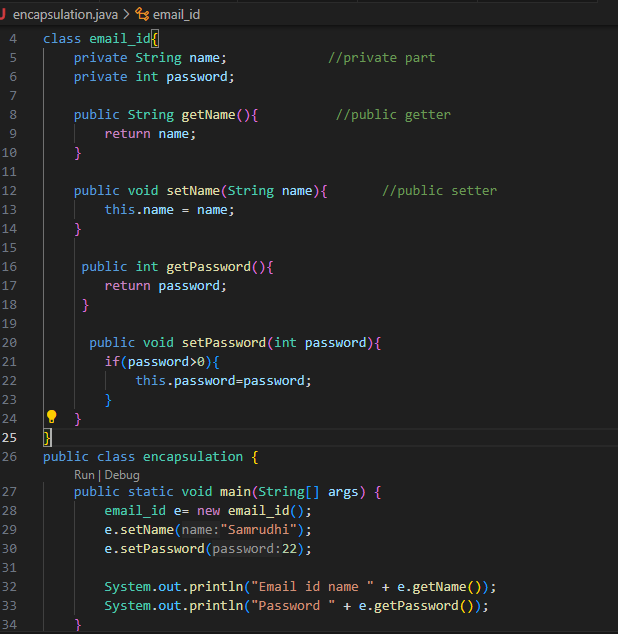 encapsulation.java > email_id
4 class email_id{
5 private String name; //private part
6 private int password;
7
8 public String getName(){ //public getter
9 return name;
10 }
11
12 public void setName(String name){ //public setter
13 this.name = name;
14 }
15
16 public int getPassword(){
17 return password;
18 }
19
20 public void setPassword(int password){
21 if(password>0){
22 this.password=password;
23 }
24 }
25 }
26 public class encapsulation {
Run | Debug
27 public static void main(String[] args) {
28 email_id e= new email_id();
29 e.setName(name:"Samrudhi");
30 e.setPassword(password:22);
31
32 System.out.println("Email id name " + e.getName());
33 System.out.println("Password " + e.getPassword());
34 }